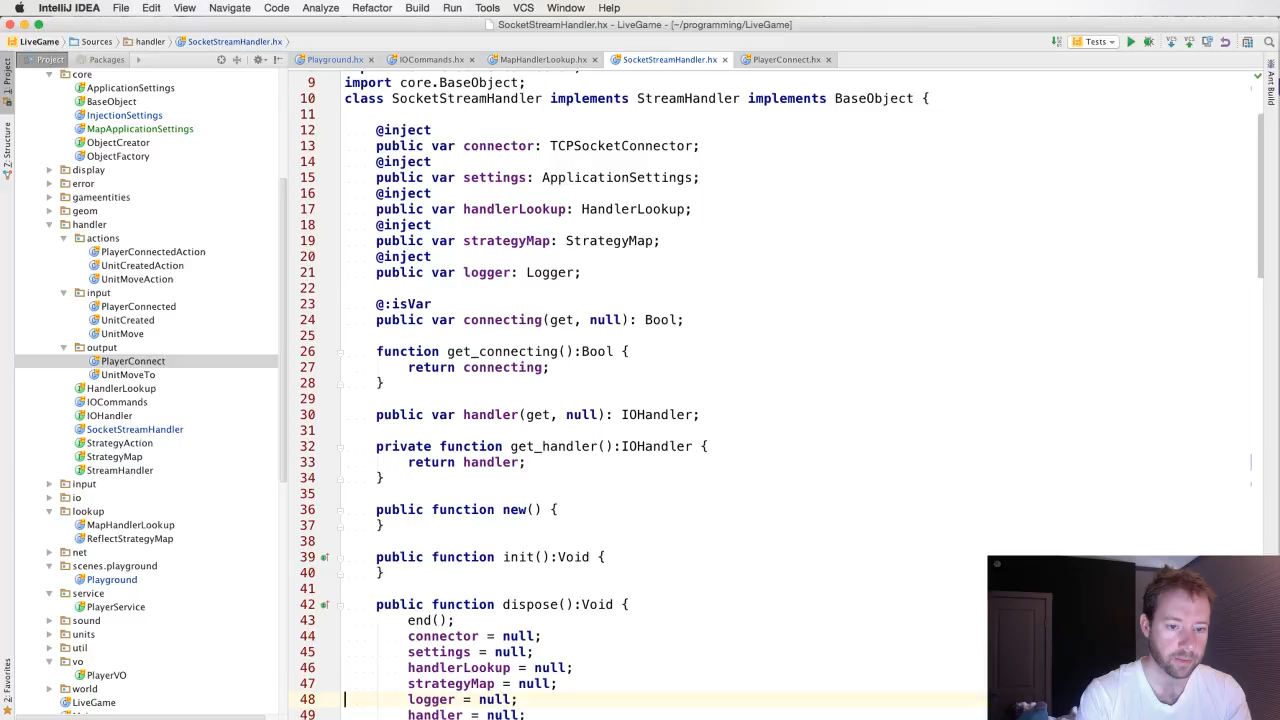 IntelliJ IDEA File Edit View Navigate Code Analyze Refactor Build Run Tools VCS Window Help
SocketStreamHandler.hx - LiveGame - [~/programming/LiveGame]
LiveGame Sources handler SocketStreamHandler.hx Tests
Project Packages Playground.hx IOCommands.hx MapHandlerLookup.hx SocketStreamHandler.hx PlayerConnect.hx
1: Project
7: Structure
2: Favorites
Ant Build
core
ApplicationSettings
BaseObject
InjectionSettings
MapApplicationSettings
ObjectCreator
ObjectFactory
display
error
gameentities
geom
handler
actions
PlayerConnectedAction
UnitCreatedAction
UnitMoveAction
input
PlayerConnected
UnitCreated
UnitMove
output
PlayerConnect
UnitMoveTo
HandlerLookup
IOCommands
IOHandler
SocketStreamHandler
StrategyAction
StrategyMap
StreamHandler
input
io
lookup
MapHandlerLookup
ReflectStrategyMap
net
scenes.playground
Playground
service
PlayerService
sound
units
util
vo
PlayerVO
world
LiveGame
9 import core.BaseObject;
10 class SocketStreamHandler implements StreamHandler implements BaseObject {
11
12 @inject
13 public var connector: TCPSocketConnector;
14 @inject
15 public var settings: ApplicationSettings;
16 @inject
17 public var handlerLookup: HandlerLookup;
18 @inject
19 public var strategyMap: StrategyMap;
20 @inject
21 public var logger: Logger;
22
23 @:isVar
24 public var connecting(get, null): Bool;
25
26 function get_connecting():Bool {
27 return connecting;
28 }
29
30 public var handler(get, null): IOHandler;
31
32 private function get_handler():IOHandler {
33 return handler;
34 }
35
36 public function new() {
37 }
38
39 public function init():Void {
40 }
41
42 public function dispose():Void {
43 end();
44 connector = null;
45 settings = null;
46 handlerLookup = null;
47 strategyMap = null;
48 logger = null;
49 handler = null;